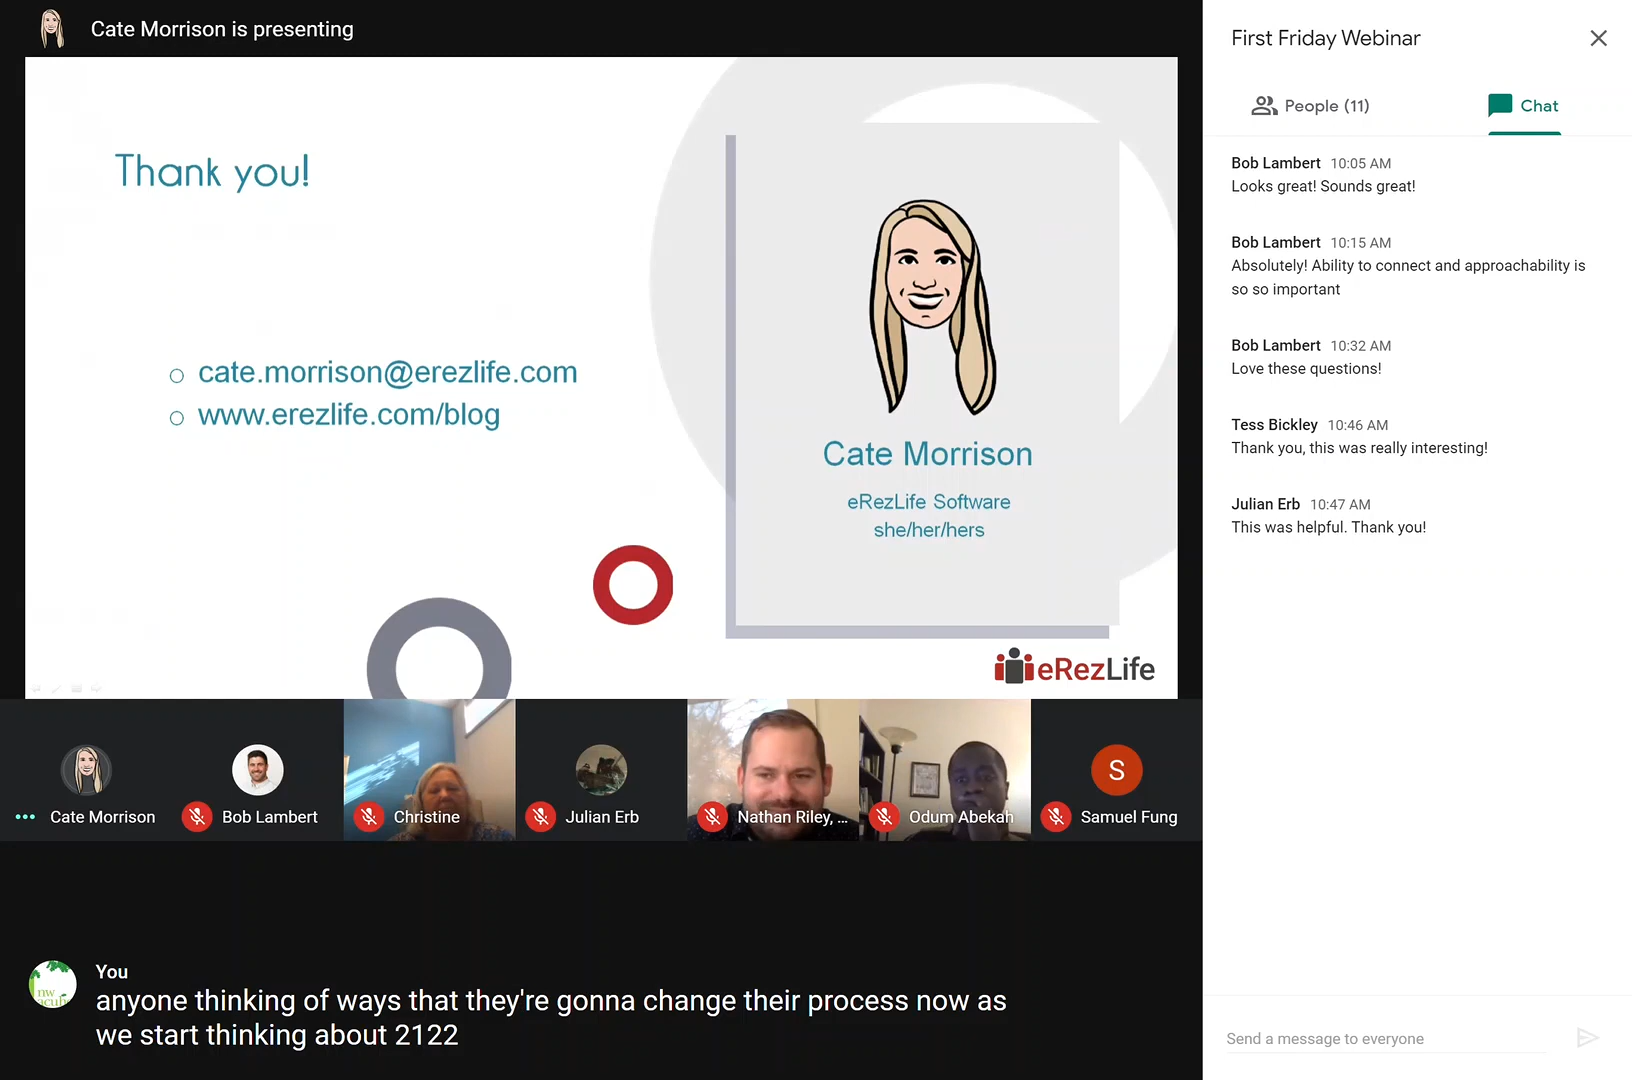 Cate Morrison is presenting
Thank you!
cate.morrison@erezlife.com
www.erezlife.com/blog
Cate Morrison
eRezLife Software
she/her/hers
eRezLife
Cate Morrison
Bob Lambert
Christine
Julian Erb
Nathan Riley, ...
Odum Abekah
S
Samuel Fung
nw
acuho
You
anyone thinking of ways that they're gonna change their process now as
we start thinking about 2122
First Friday Webinar
People (11)
Chat
Bob Lambert 10:05 AM
Looks great! Sounds great!
Bob Lambert 10:15 AM
Absolutely! Ability to connect and approachability is
so so important
Bob Lambert 10:32 AM
Love these questions!
Tess Bickley 10:46 AM
Thank you, this was really interesting!
Julian Erb 10:47 AM
This was helpful. Thank you!
Send a message to everyone